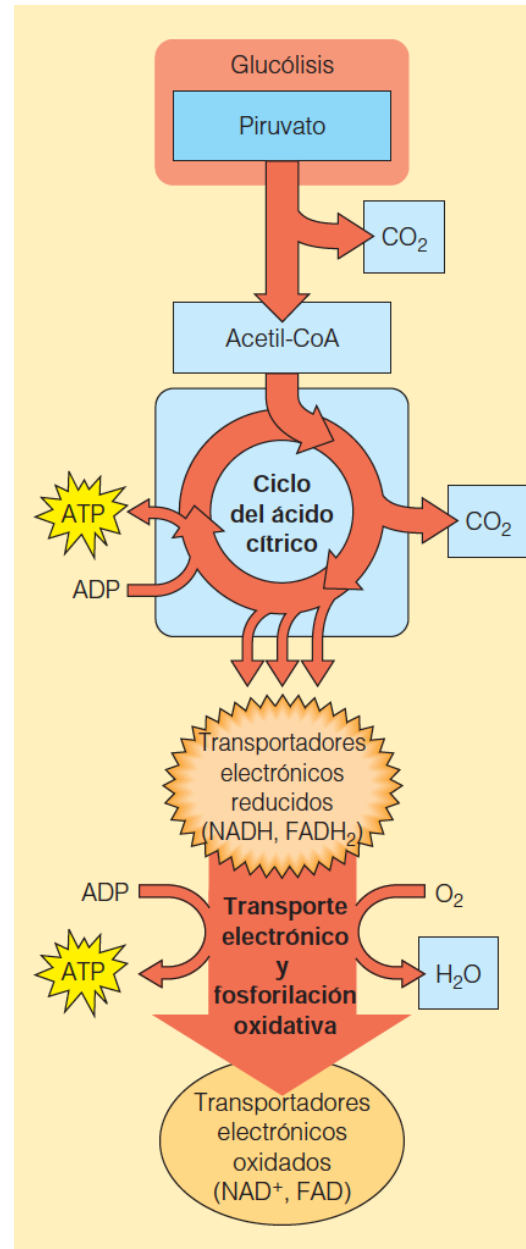 Glucólisis
Piruvato
CO₂
Acetil-CoA
Ciclo
del ácido
cítrico
ATP
CO₂
ADP
Transportadores
electrónicos
reducidos
(NADH, FADH₂)
ADP
O₂
Transporte
electrónico
y
fosforilación
oxidativa
ATP
H₂O
Transportadores
electrónicos
oxidados
(NAD⁺, FAD)